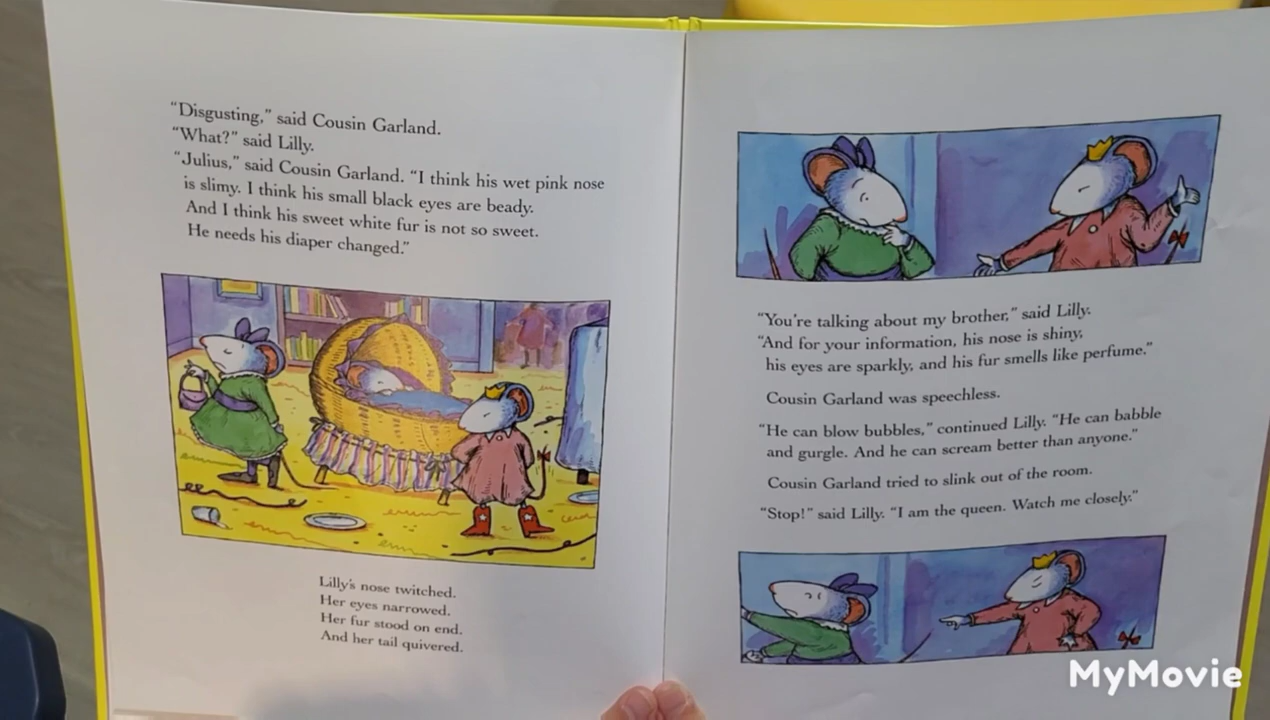 “Disgusting,” said Cousin Garland.
“What?” said Lilly.
“Julius,” said Cousin Garland. “I think his wet pink nose
is slimy. I think his small black eyes are beady.
And I think his sweet white fur is not so sweet.
He needs his diaper changed.”
Lilly’s nose twitched.
Her eyes narrowed.
Her fur stood on end.
And her tail quivered.
“You’re talking about my brother,” said Lilly.
“And for your information, his nose is shiny,
his eyes are sparkly, and his fur smells like perfume.”
Cousin Garland was speechless.
“He can blow bubbles,” continued Lilly. “He can babble
and gurgle. And he can scream better than anyone.”
Cousin Garland tried to slink out of the room.
“Stop!” said Lilly. “I am the queen. Watch me closely.”
MyMovie